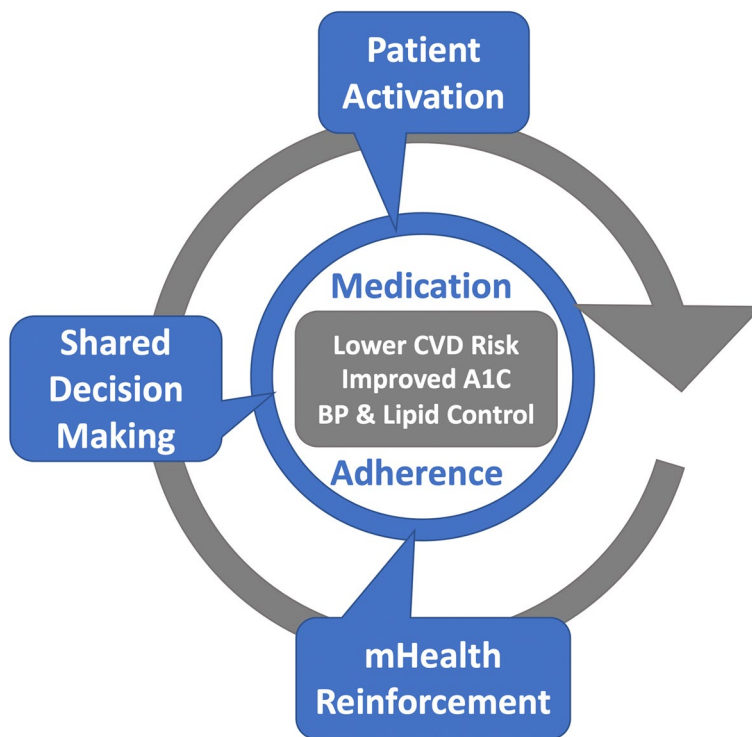 Patient
Activation
Medication
Lower CVD Risk
Improved A1C
BP & Lipid Control
Adherence
Shared
Decision
Making
mHealth
Reinforcement